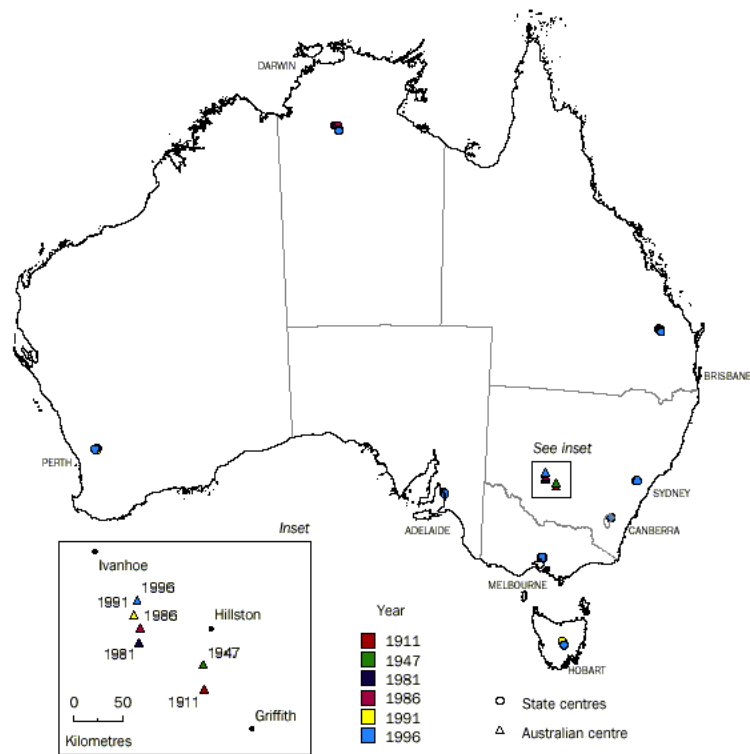 DARWIN
BRISBANE
See inset
PERTH
SYDNEY
ADELAIDE
CANBERRA
Inset
MELBOURNE
Ivanhoe
1996
1991
1986
Hillston
1981
1947
1911
0 50
Griffith
Kilometres
Year
1911
1947
1981
1986
1991
1996
HOBART
State centres
Australian centre